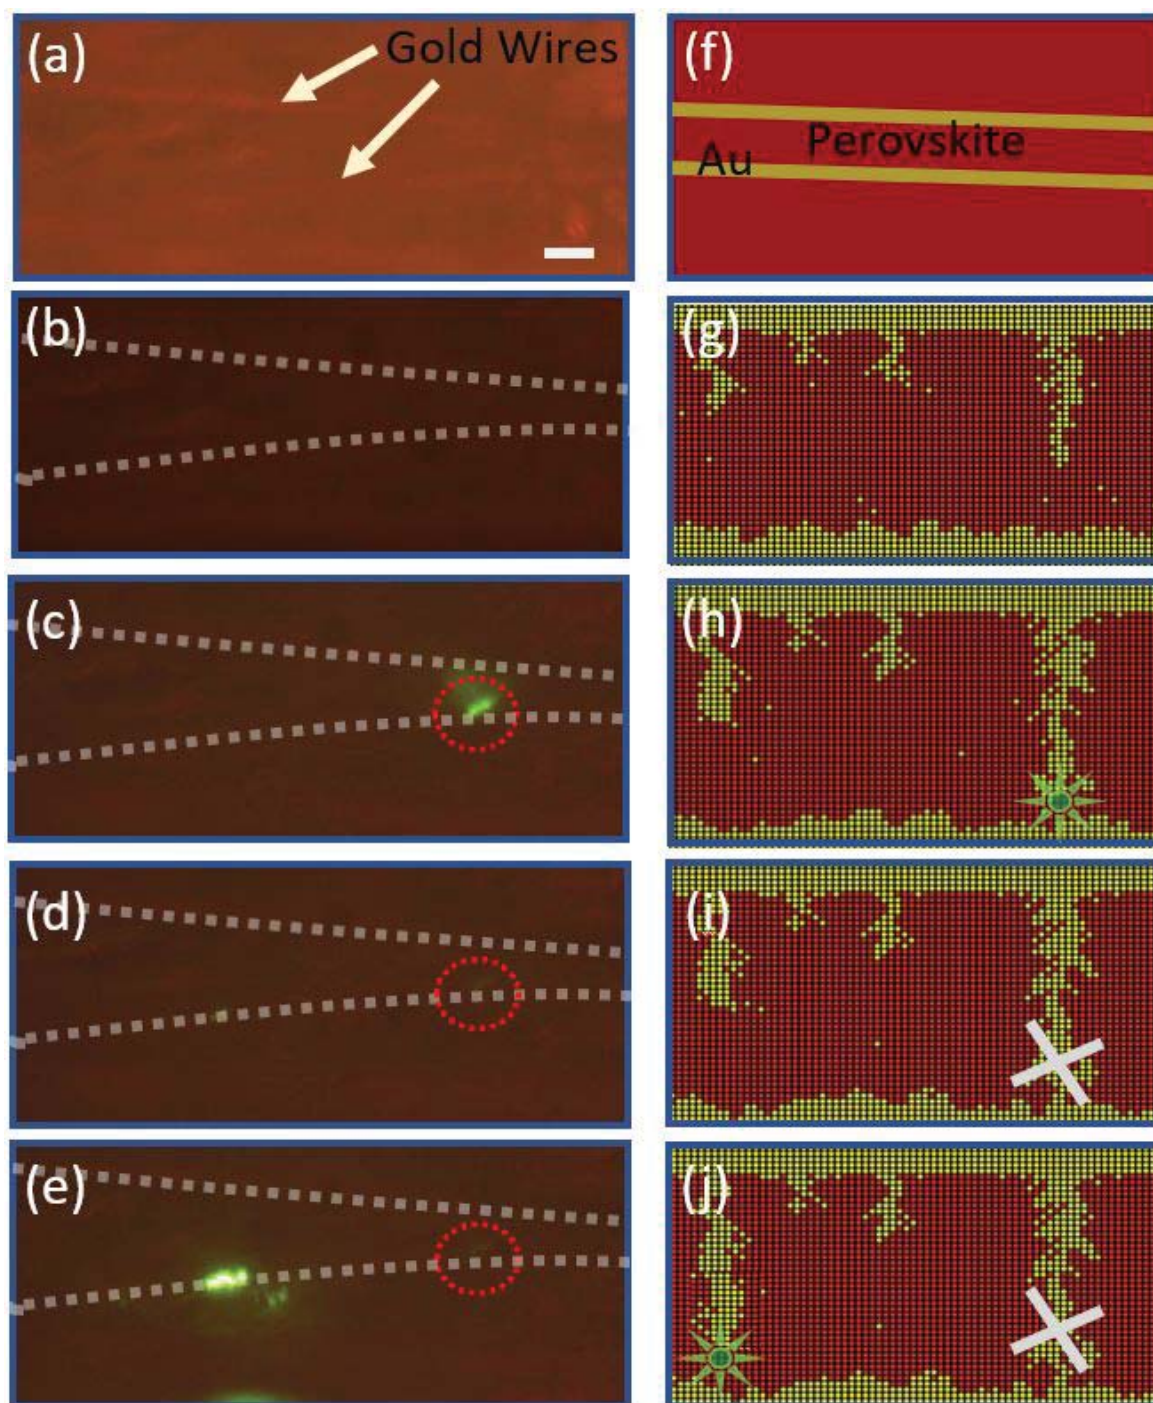 (a)
Gold Wires
(f)
Perovskite
Au
(b)
(g)
(c)
(h)
(d)
(i)
(e)
(j)